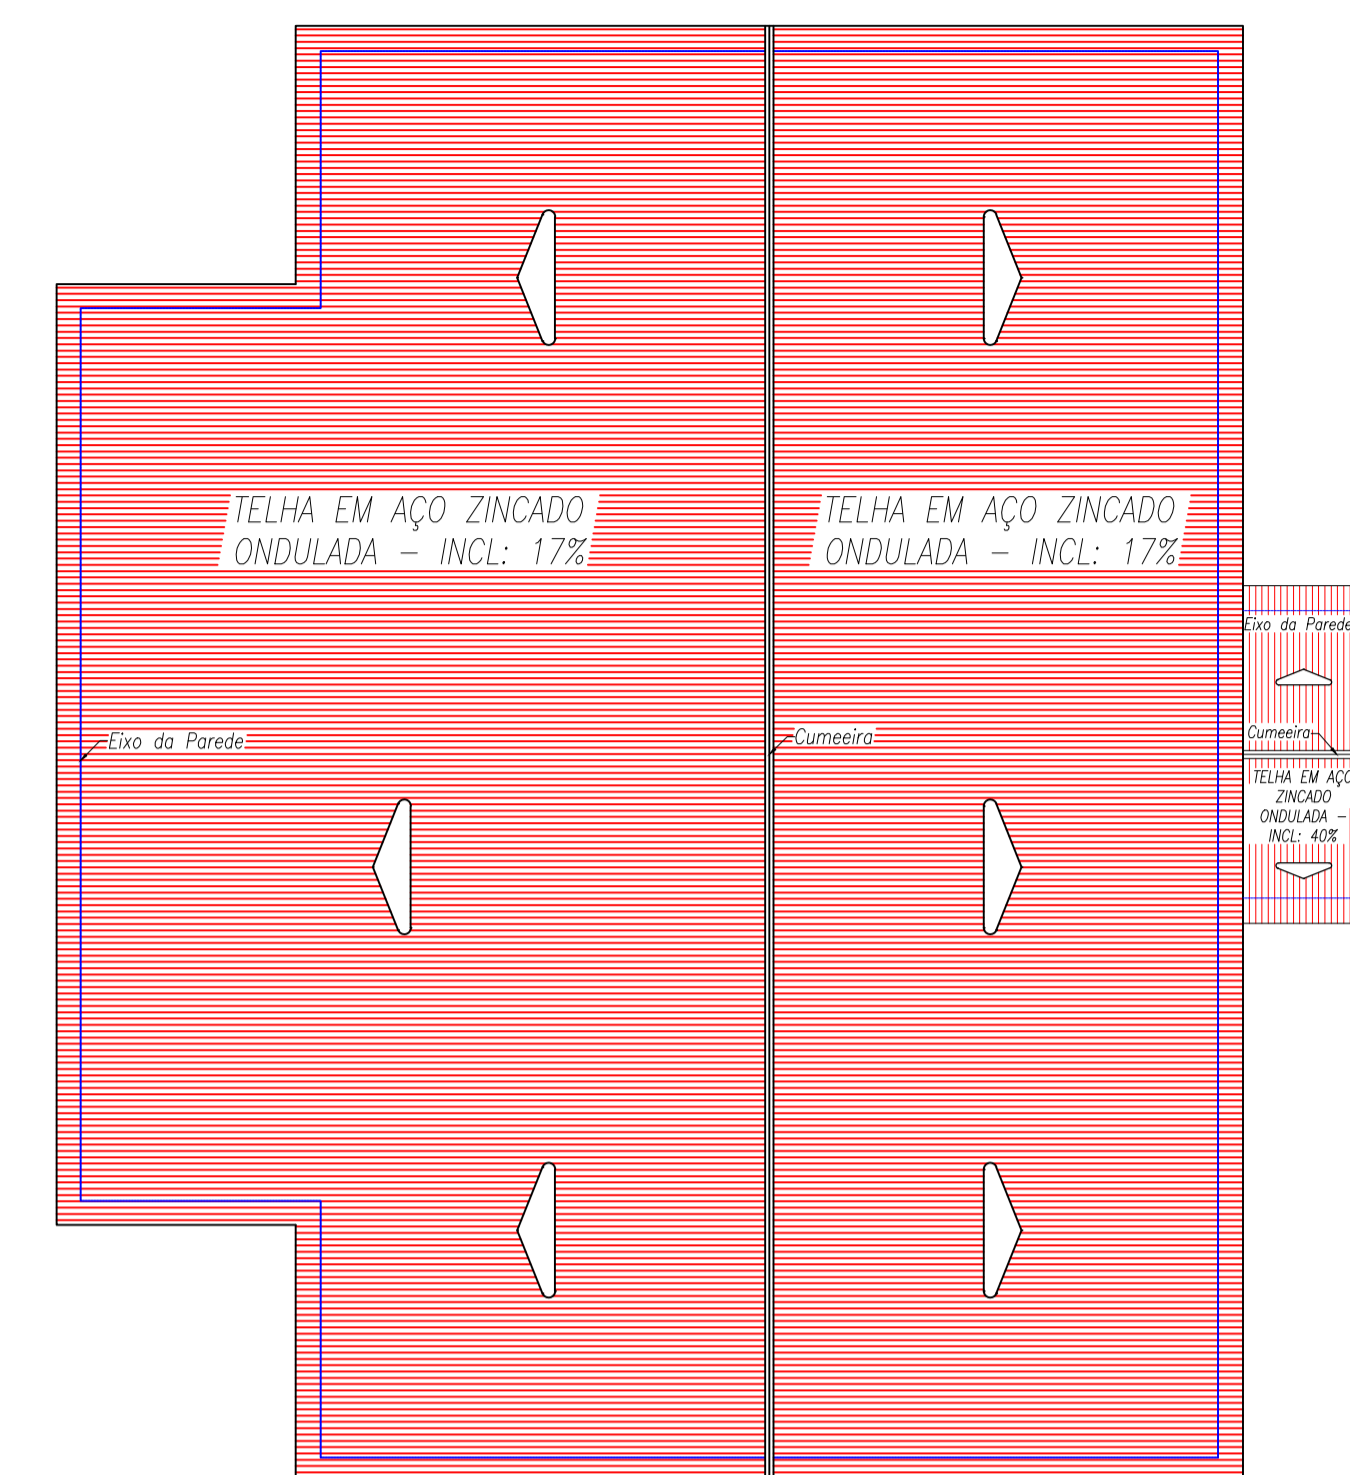 TELHA EM AÇO ZINCADO
ONDULADA – INCL: 17%
TELHA EM AÇO ZINCADO
ONDULADA – INCL: 17%
Eixo da Parede
Cumeeira
Eixo da Parede
Cumeeira
TELHA EM AÇO
ZINCADO
ONDULADA –
INCL: 40%